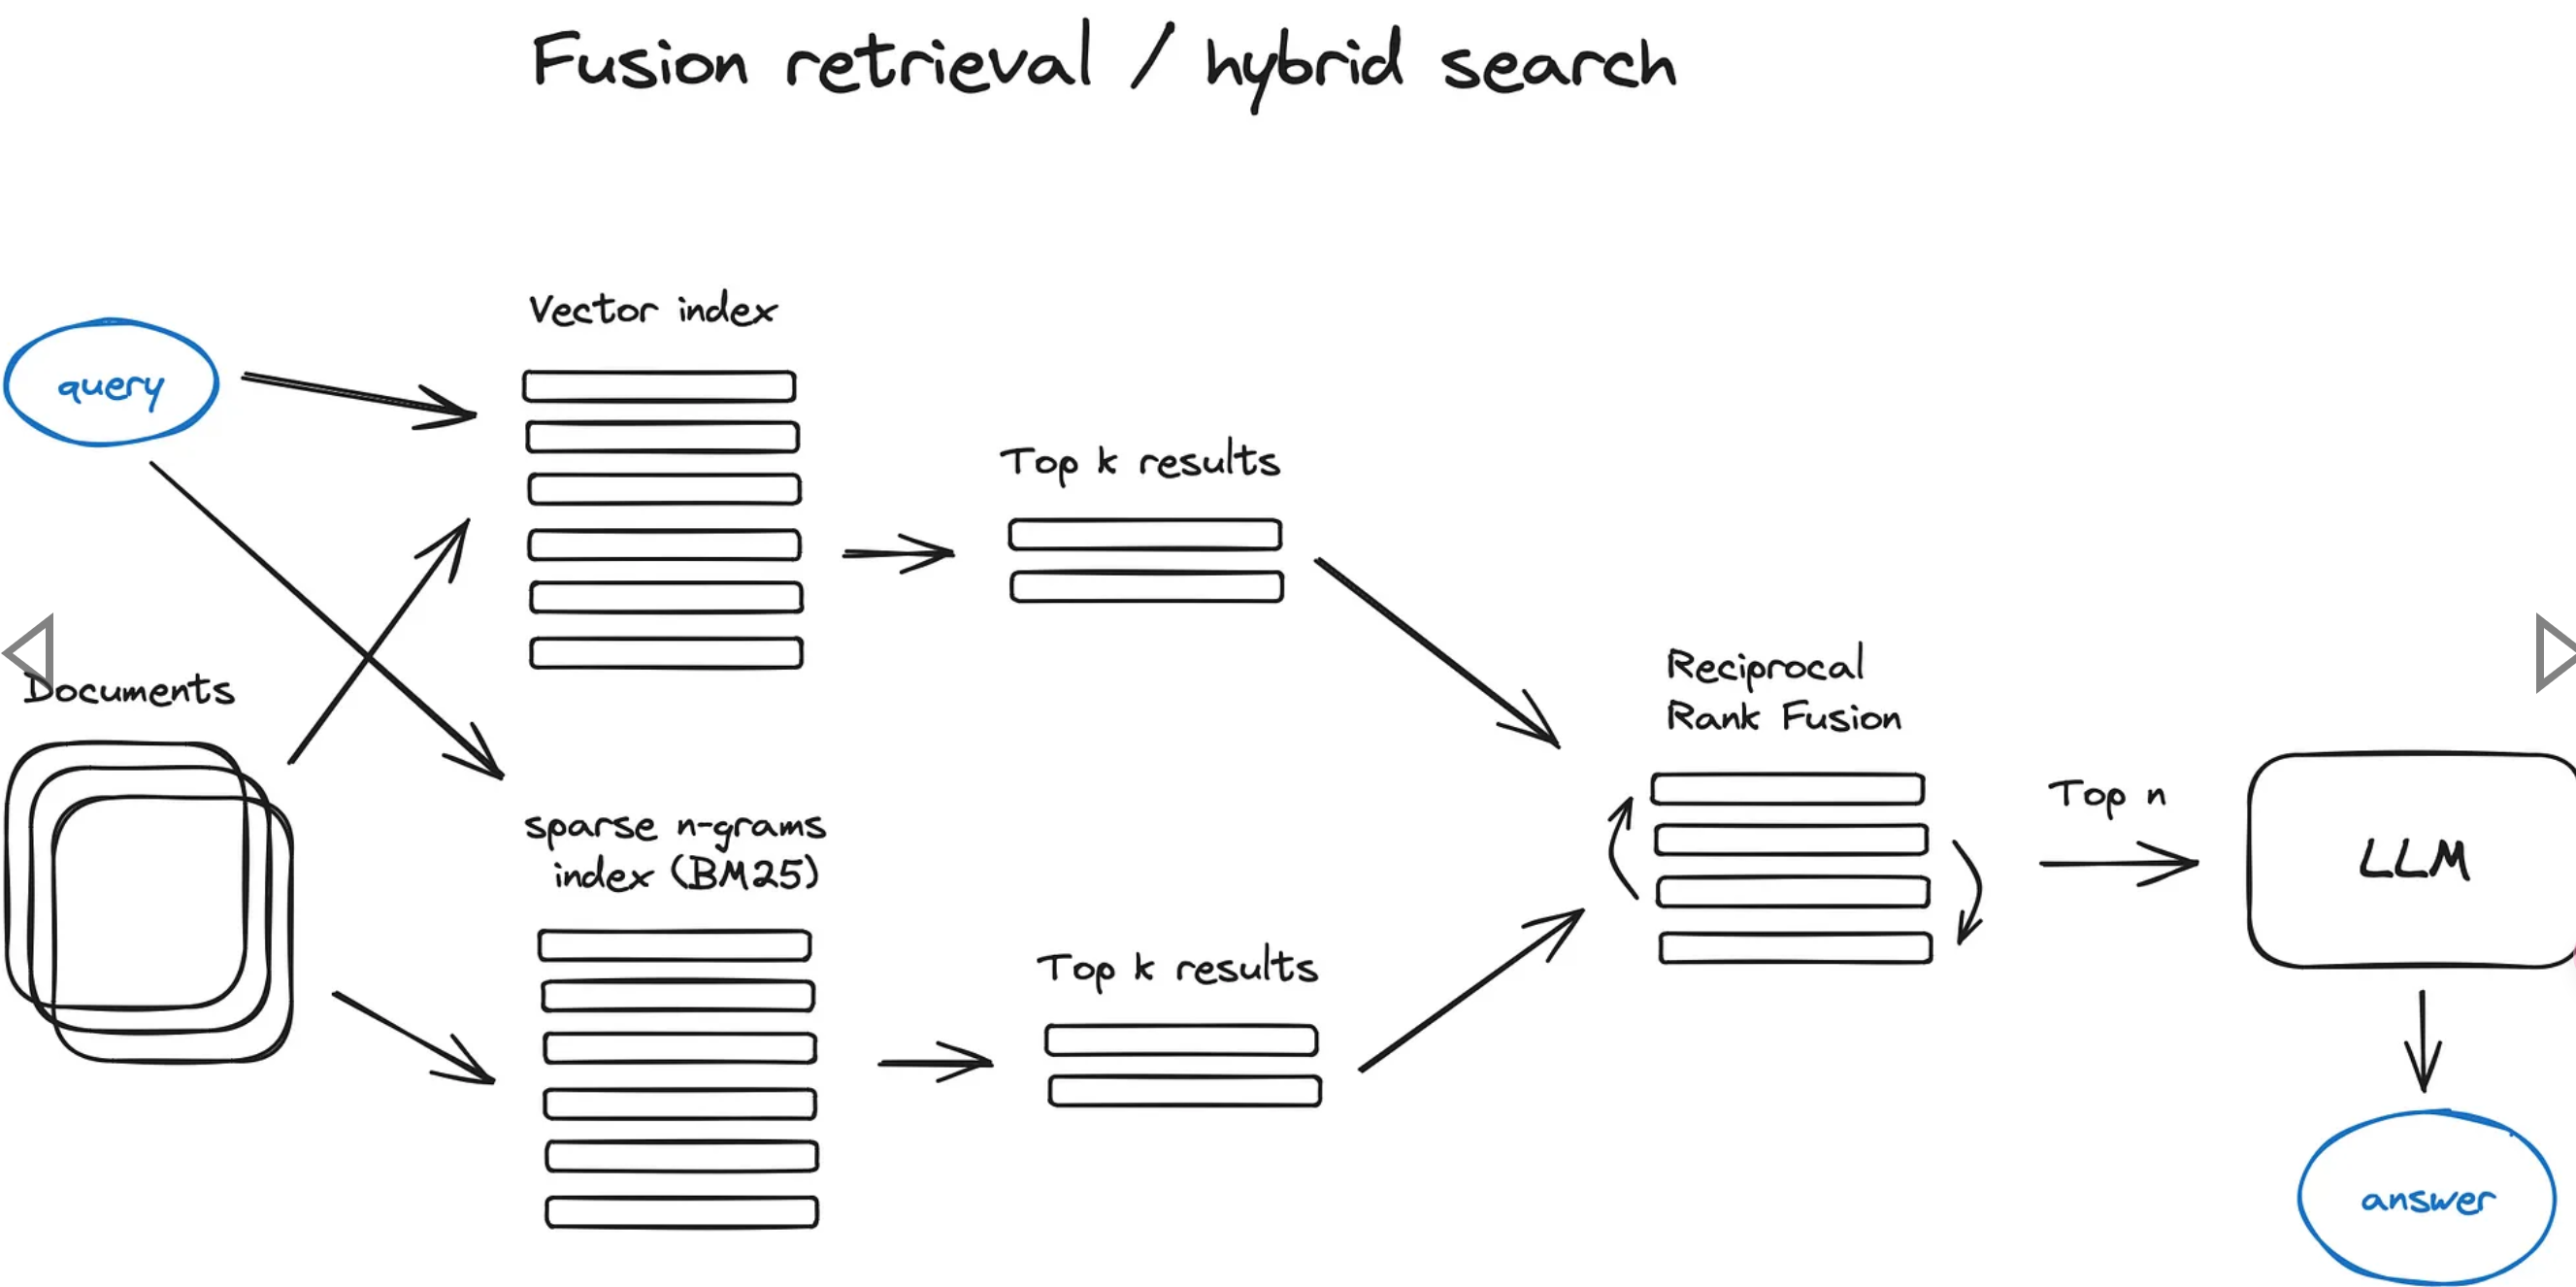 Fusion retrieval / hybrid search
Vector index
query
Top k results
Documents
Reciprocal
Rank Fusion
Top n
LLM
sparse n-grams
index (BM25)
Top k results
answer